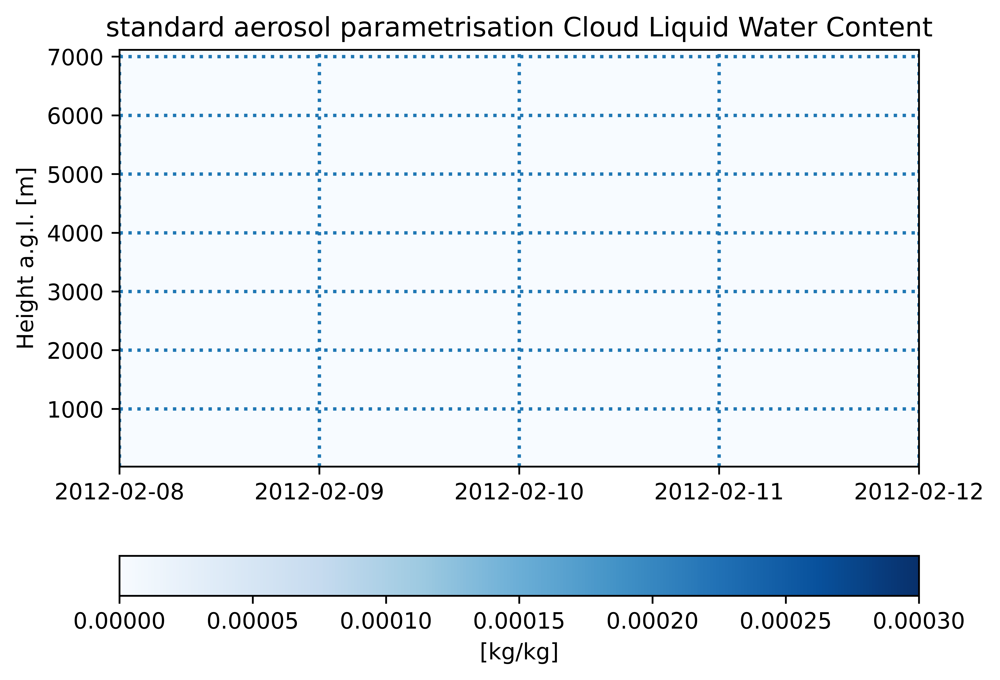 standard aerosol parametrisation Cloud Liquid Water Content
Height a.g.l. [m]
7000
6000
5000
4000
3000
2000
1000
2012-02-08 2012-02-09 2012-02-10 2012-02-11 2012-02-12
0.00000 0.00005 0.00010 0.00015 0.00020 0.00025 0.00030
[kg/kg]